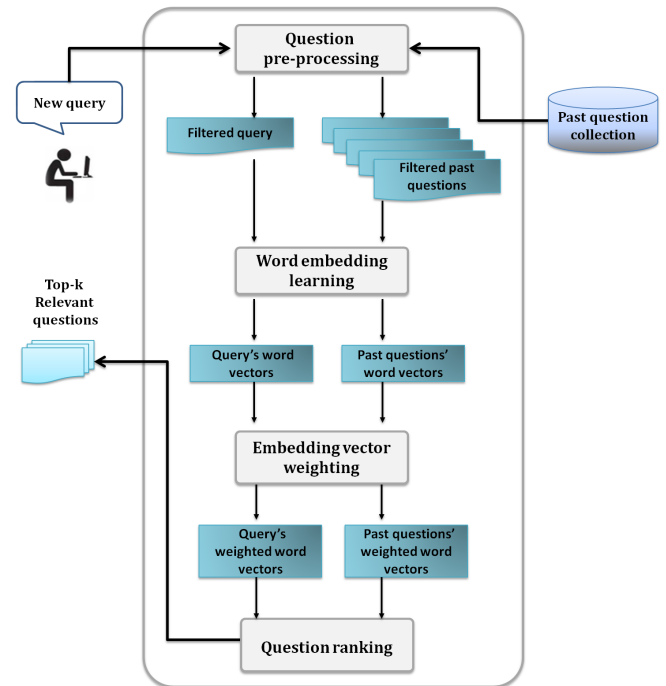 Question
pre-processing
New query
Past question
collection
Filtered query
Filtered past
questions
Word embedding
learning
Top-k
Relevant
questions
Query's word
vectors
Past questions'
word vectors
Embedding vector
weighting
Query's
weighted word
vectors
Past questions'
weighted word
vectors
Question ranking